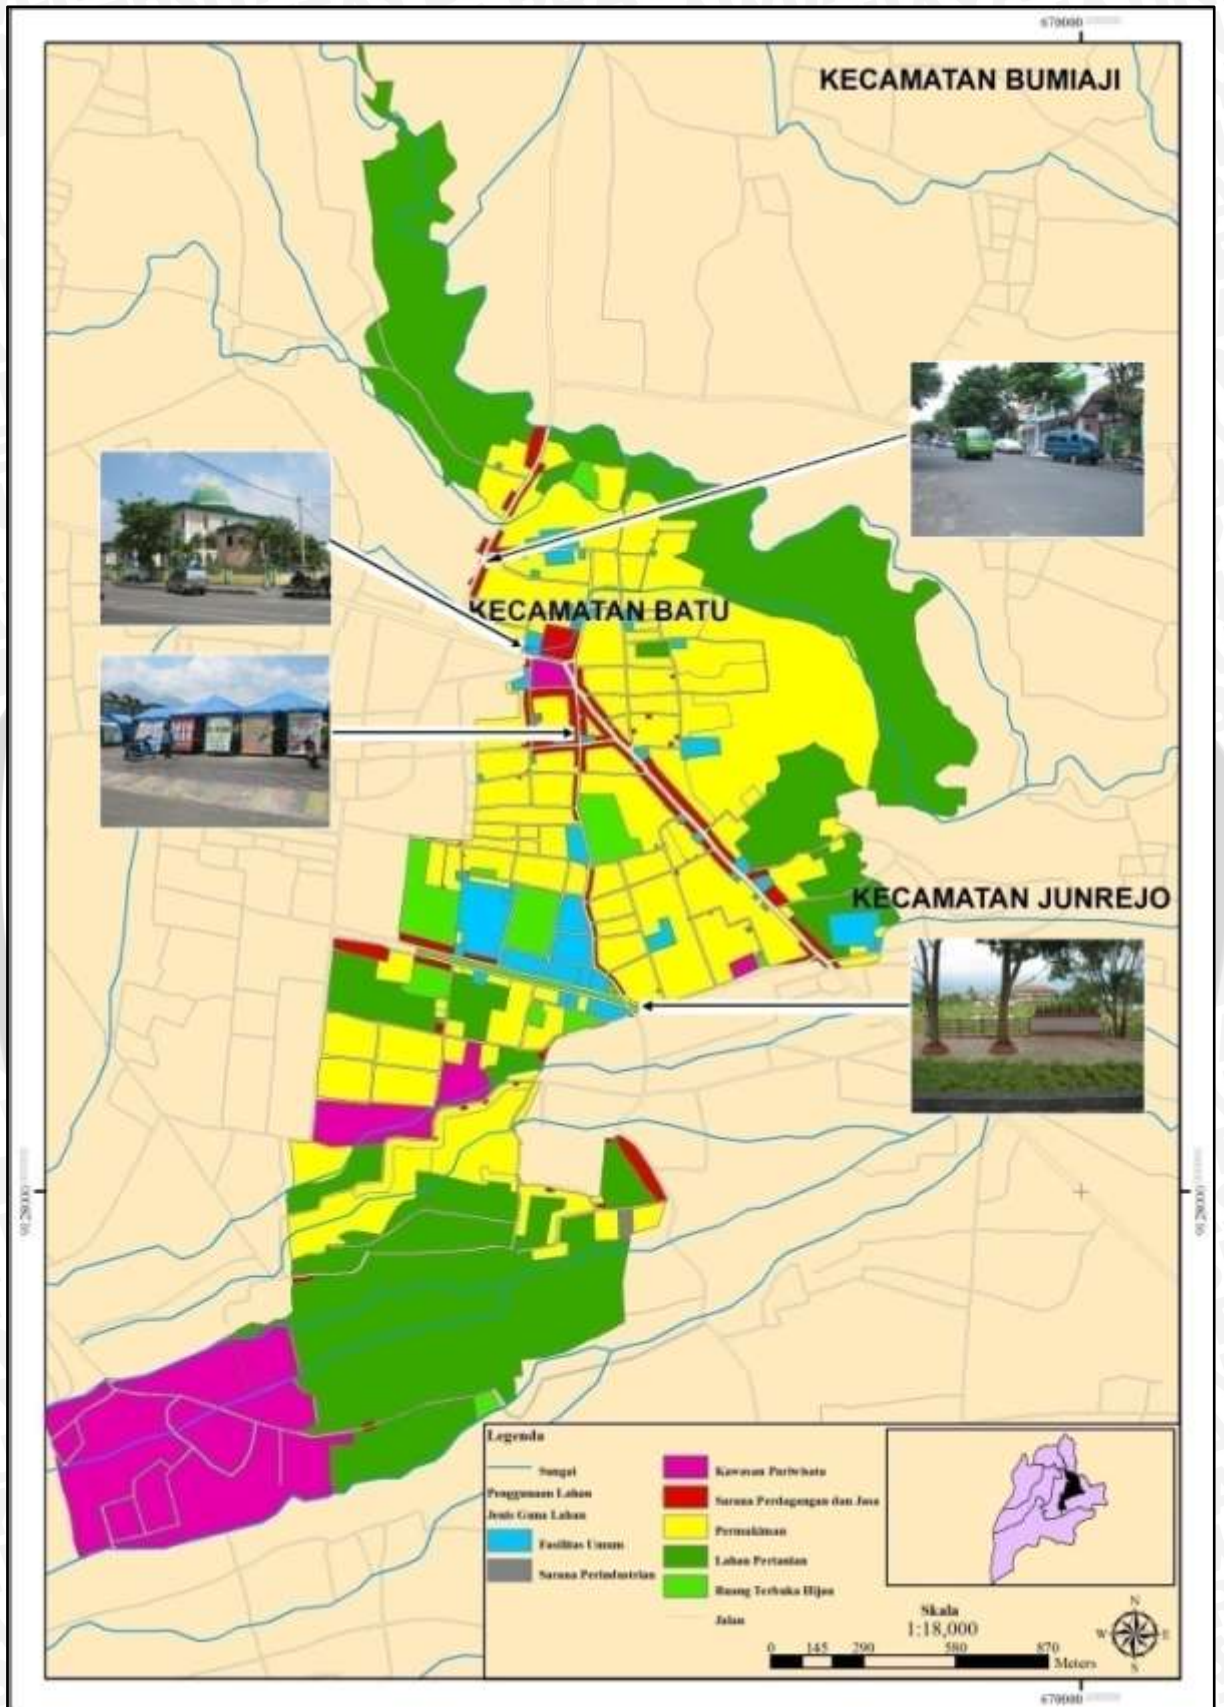 670000
KECAMATAN BUMIAJI
KECAMATAN BATU
KECAMATAN JUNREJO
9128000
9128000
Legenda
Sungai
Penggunaan Lahan
Jenis Guna Lahan
Fasilitas Umum
Sarana Perindustrian
Kawasan Pariwisata
Sarana Perdagangan dan Jasa
Permukiman
Lahan Pertanian
Ruang Terbuka Hijau
Jalan
Skala
1:18,000
0 145 290 580 870
Meters
N
W E
S
670000